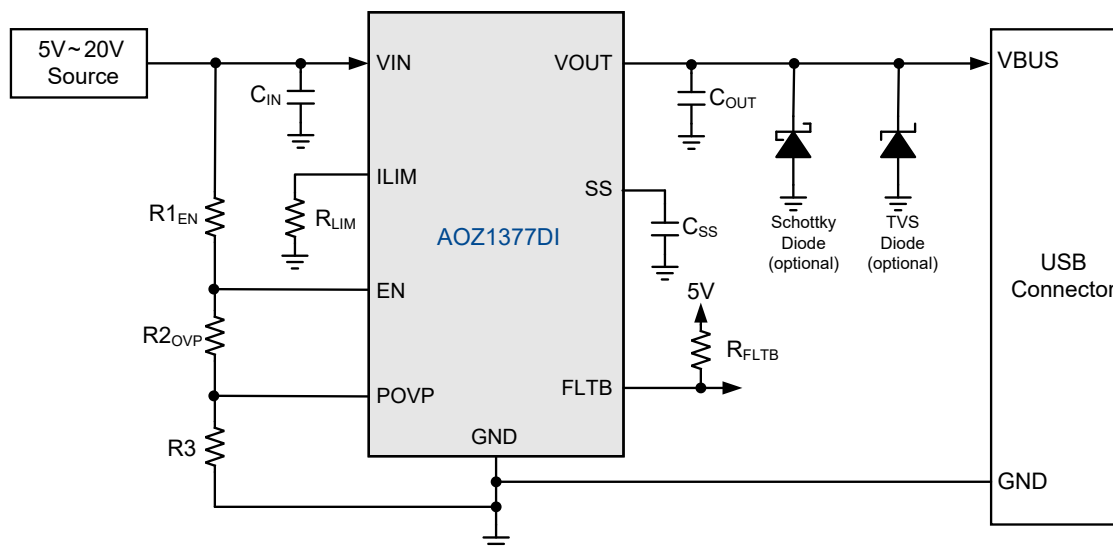 5V~20V
Source
VIN
VOUT
VBUS
CIN
COUT
ILIM
SS
R1EN
RLIM
CSS
Schottky
Diode
(optional)
TVS
Diode
(optional)
AOZ1377DI
USB
Connector
EN
5V
R2OVP
RFLTB
POVP
FLTB
GND
R3
GND